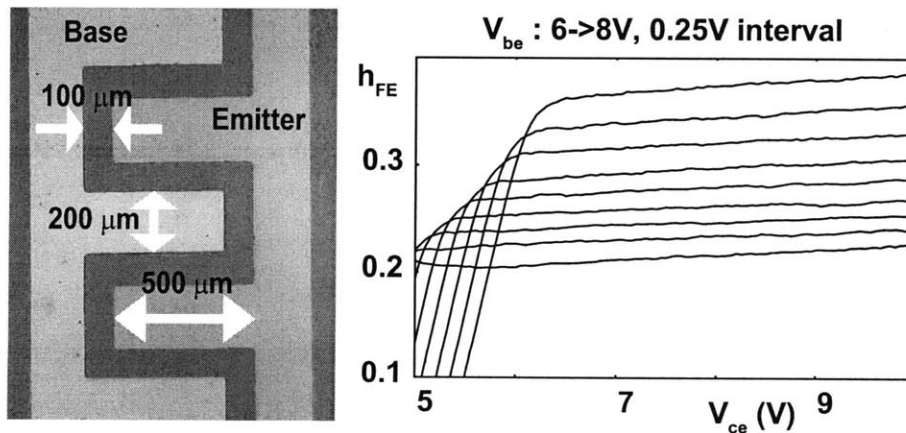 Base
100 μm
Emitter
200 μm
500 μm
V_be : 6->8V, 0.25V interval
h_FE
0.3
0.2
0.1
5
7
9
V_ce (V)